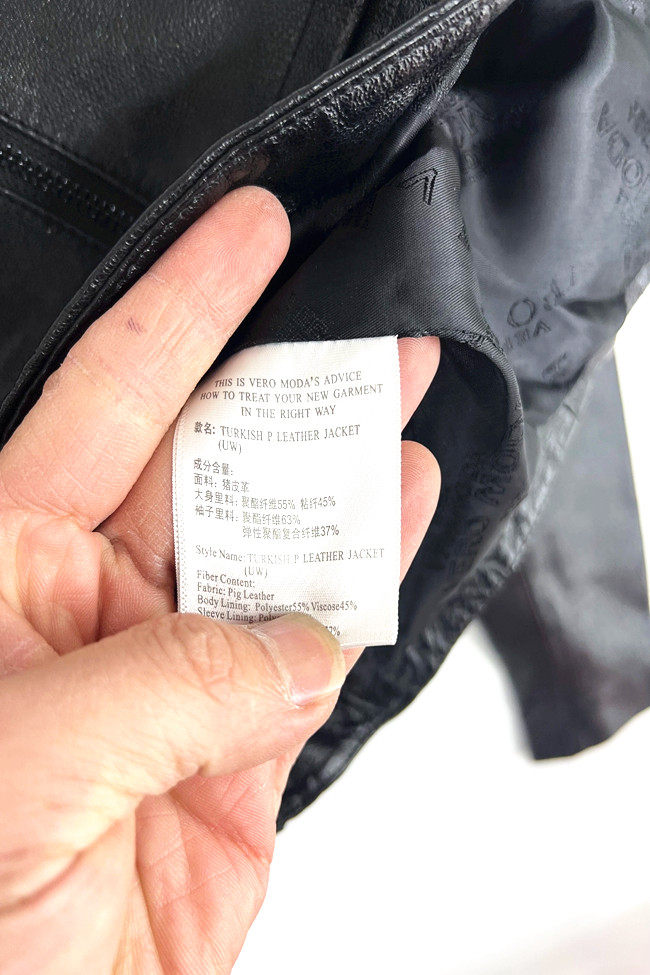 THIS IS VERO MODA'S ADVICE
HOW TO TREAT YOUR NEW GARMENT
IN THE RIGHT WAY
款名: TURKISH P LEATHER JACKET
(UW)
成分含量:
面料: 猪皮革
大身里料: 聚酯纤维55% 粘纤45%
袖子里料: 聚酯纤维63%
弹性聚酯复合纤维37%
Style Name: TURKISH P LEATHER JACKET
(UW)
Fiber Content:
Fabric: Pig Leather
Body Lining: Polyester55% Viscose45%
Sleeve Lining: